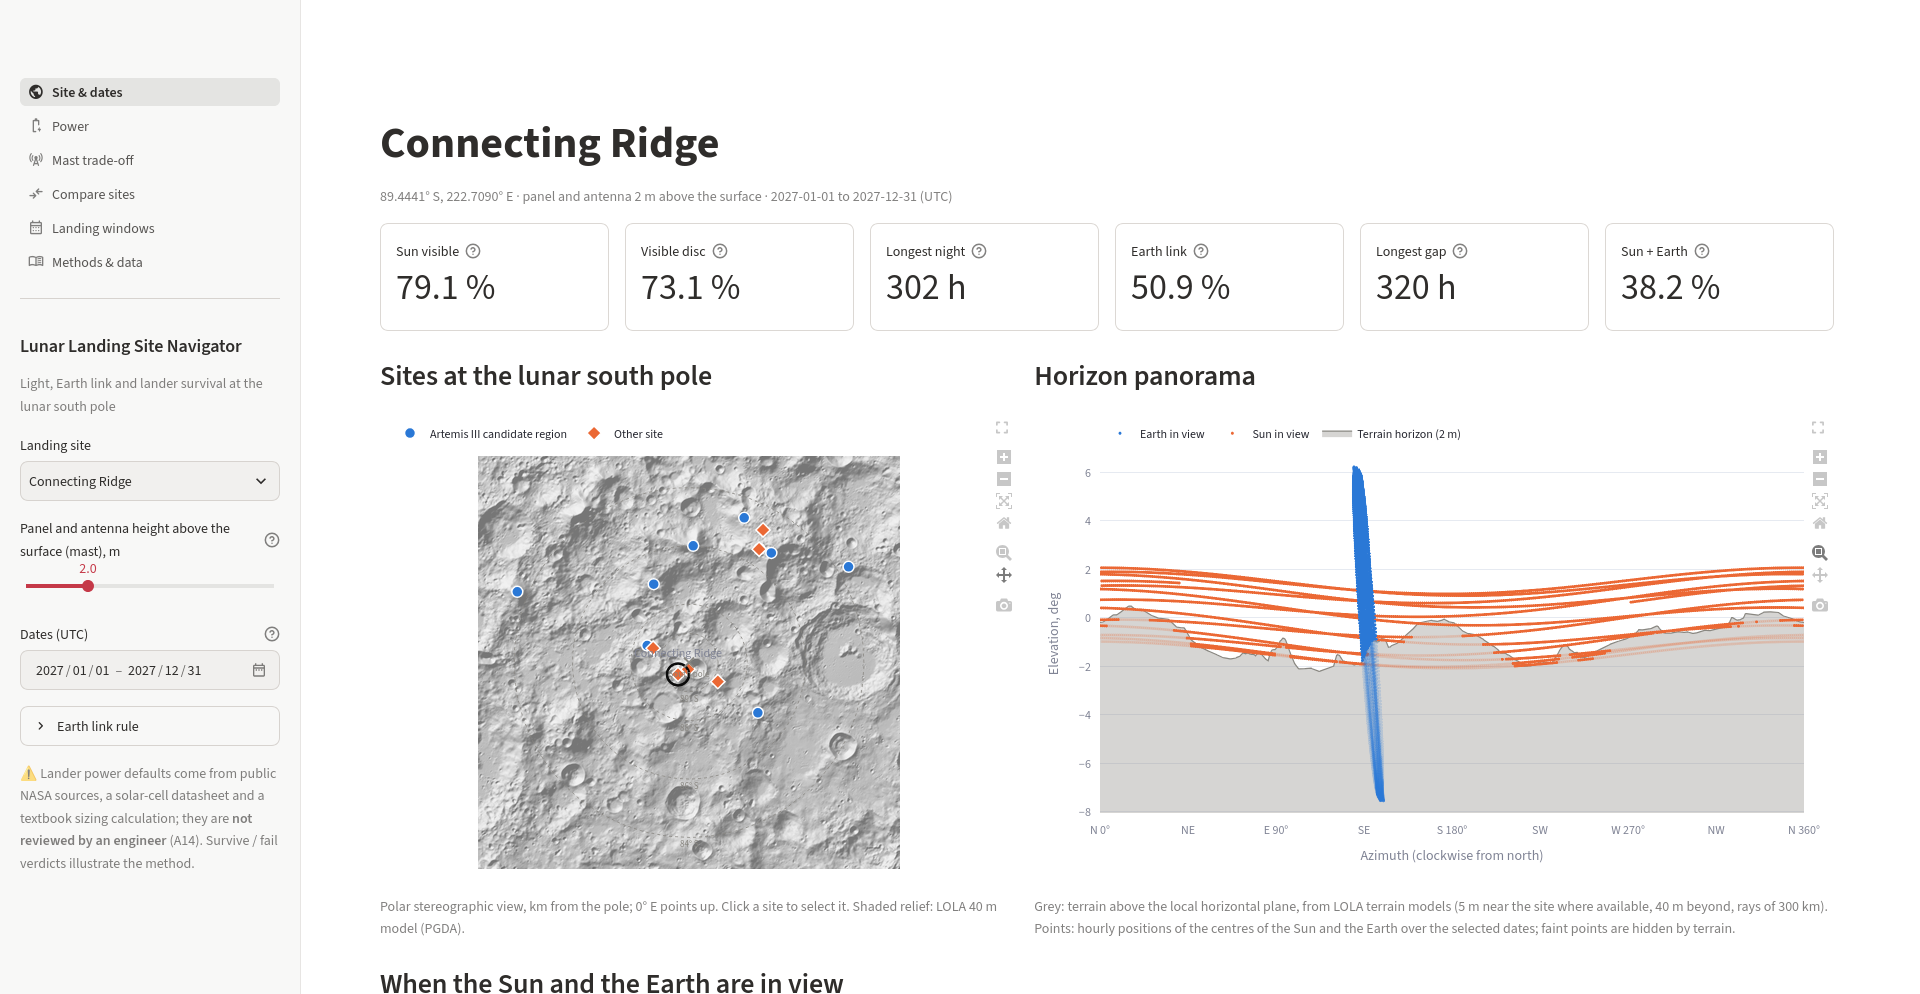 Site & dates
Power
Mast trade-off
Compare sites
Landing windows
Methods & data
Lunar Landing Site Navigator
Light, Earth link and lander survival at the
lunar south pole
Landing site
Connecting Ridge
Panel and antenna height above the
surface (mast), m
2.0
Dates (UTC)
2027/01/01 – 2027/12/31
Earth link rule
⚠️ Lander power defaults come from public
NASA sources, a solar-cell datasheet and a
textbook sizing calculation; they are not
reviewed by an engineer (A14). Survive / fail
verdicts illustrate the method.
Connecting Ridge
89.4441° S, 222.7090° E · panel and antenna 2 m above the surface · 2027-01-01 to 2027-12-31 (UTC)
Sun visible
79.1 %
Visible disc
73.1 %
Longest night
302 h
Earth link
50.9 %
Longest gap
320 h
Sun + Earth
38.2 %
Sites at the lunar south pole
Artemis III candidate region
Other site
Connecting Ridge
Polar stereographic view, km from the pole; 0° E points up. Click a site to select it. Shaded relief: LOLA 40 m
model (PGDA).
Horizon panorama
Earth in view
Sun in view
Terrain horizon (2 m)
Elevation, deg
6
4
2
0
−2
−4
−6
−8
N 0°
NE
E 90°
SE
S 180°
SW
W 270°
NW
N 360°
Azimuth (clockwise from north)
Grey: terrain above the local horizontal plane, from LOLA terrain models (5 m near the site where available, 40 m beyond, rays of 300 km).
Points: hourly positions of the centres of the Sun and the Earth over the selected dates; faint points are hidden by terrain.
When the Sun and the Earth are in view